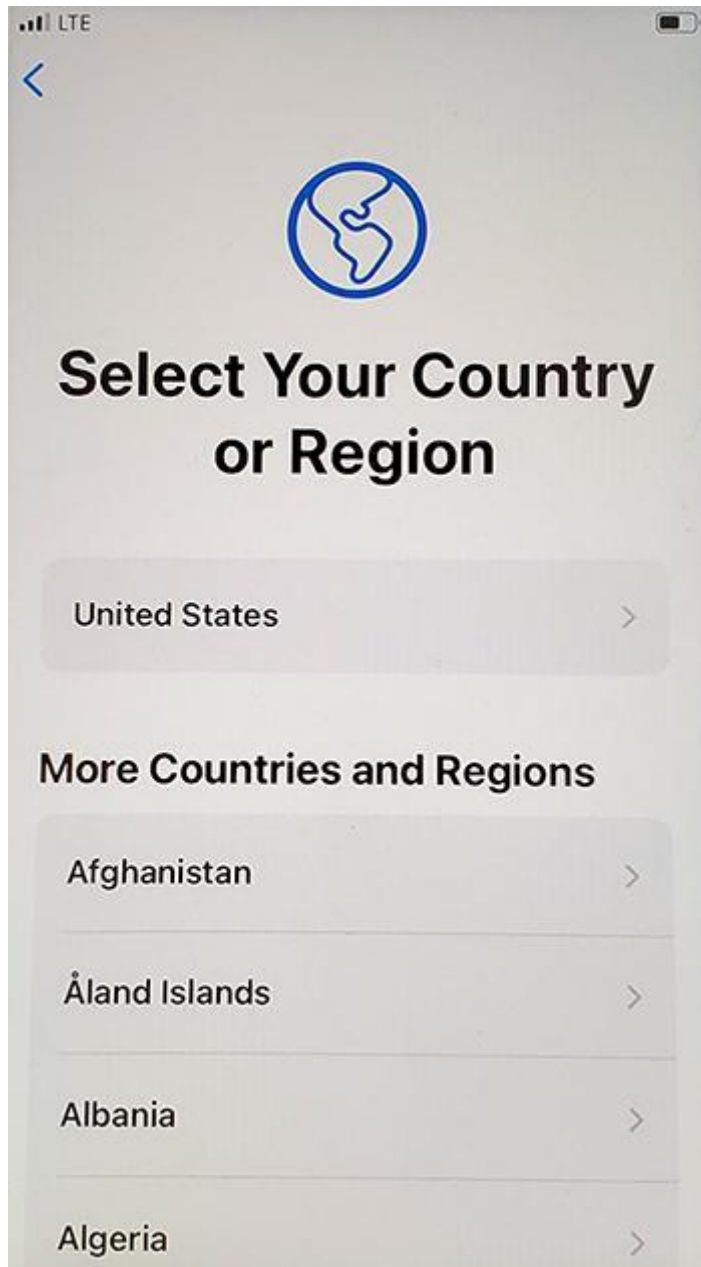 LTE
Select Your Country
or Region
United States
More Countries and Regions
Afghanistan
Åland Islands
Albania
Algeria